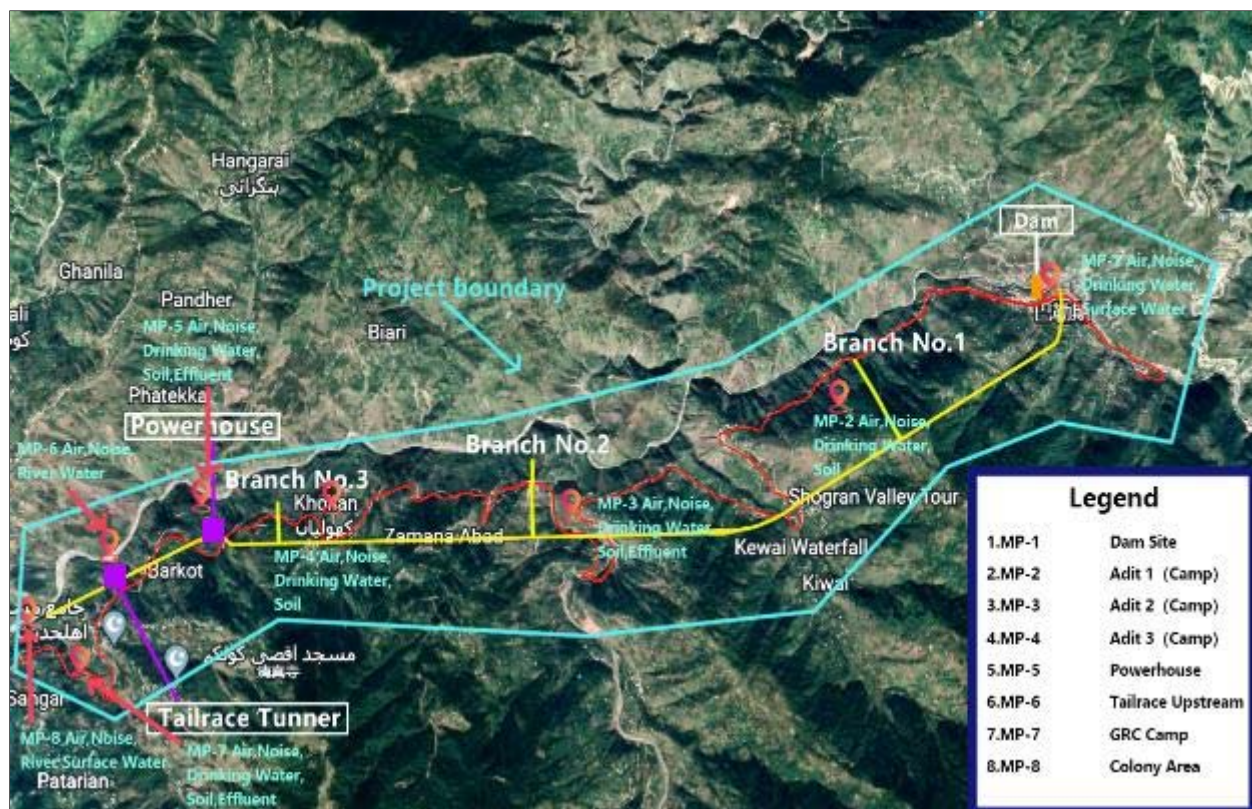 Hangarai
ہنگرائی
Ghanila
Pandher
MP-5 Air,Noise,
Drinking Water,
Soil,Effluent
Phatekka
Powerhouse
Project boundary
Biari
Dam
MP-7 Air,Noise,
Drinking Water
Surface Water
Branch No.1
MP-2 Air,Noise,
Drinking Water,
Soil
MP-6 Air,Noise,
River Water
Branch No.2
Branch No.3
Khokan
کھولیاں
MP-3 Air,Noise,
Drinking Water,
Soil,Effluent
Shogran Valley Tour
Zamana Abad
Kewai Waterfall
Kiwai
MP-4 Air,Noise,
Drinking Water,
Soil
Barkot
جامع
اهلحدیث
مسجد اقصی
Sangar
Tailrace Tunner
MP-8 Air,Noise,
River Surface Water
Patarian
MP-7 Air,Noise,
Drinking Water,
Soil,Effluent
Legend
1.MP-1 Dam Site
2.MP-2 Adit 1 (Camp)
3.MP-3 Adit 2 (Camp)
4.MP-4 Adit 3 (Camp)
5.MP-5 Powerhouse
6.MP-6 Tailrace Upstream
7.MP-7 GRC Camp
8.MP-8 Colony Area